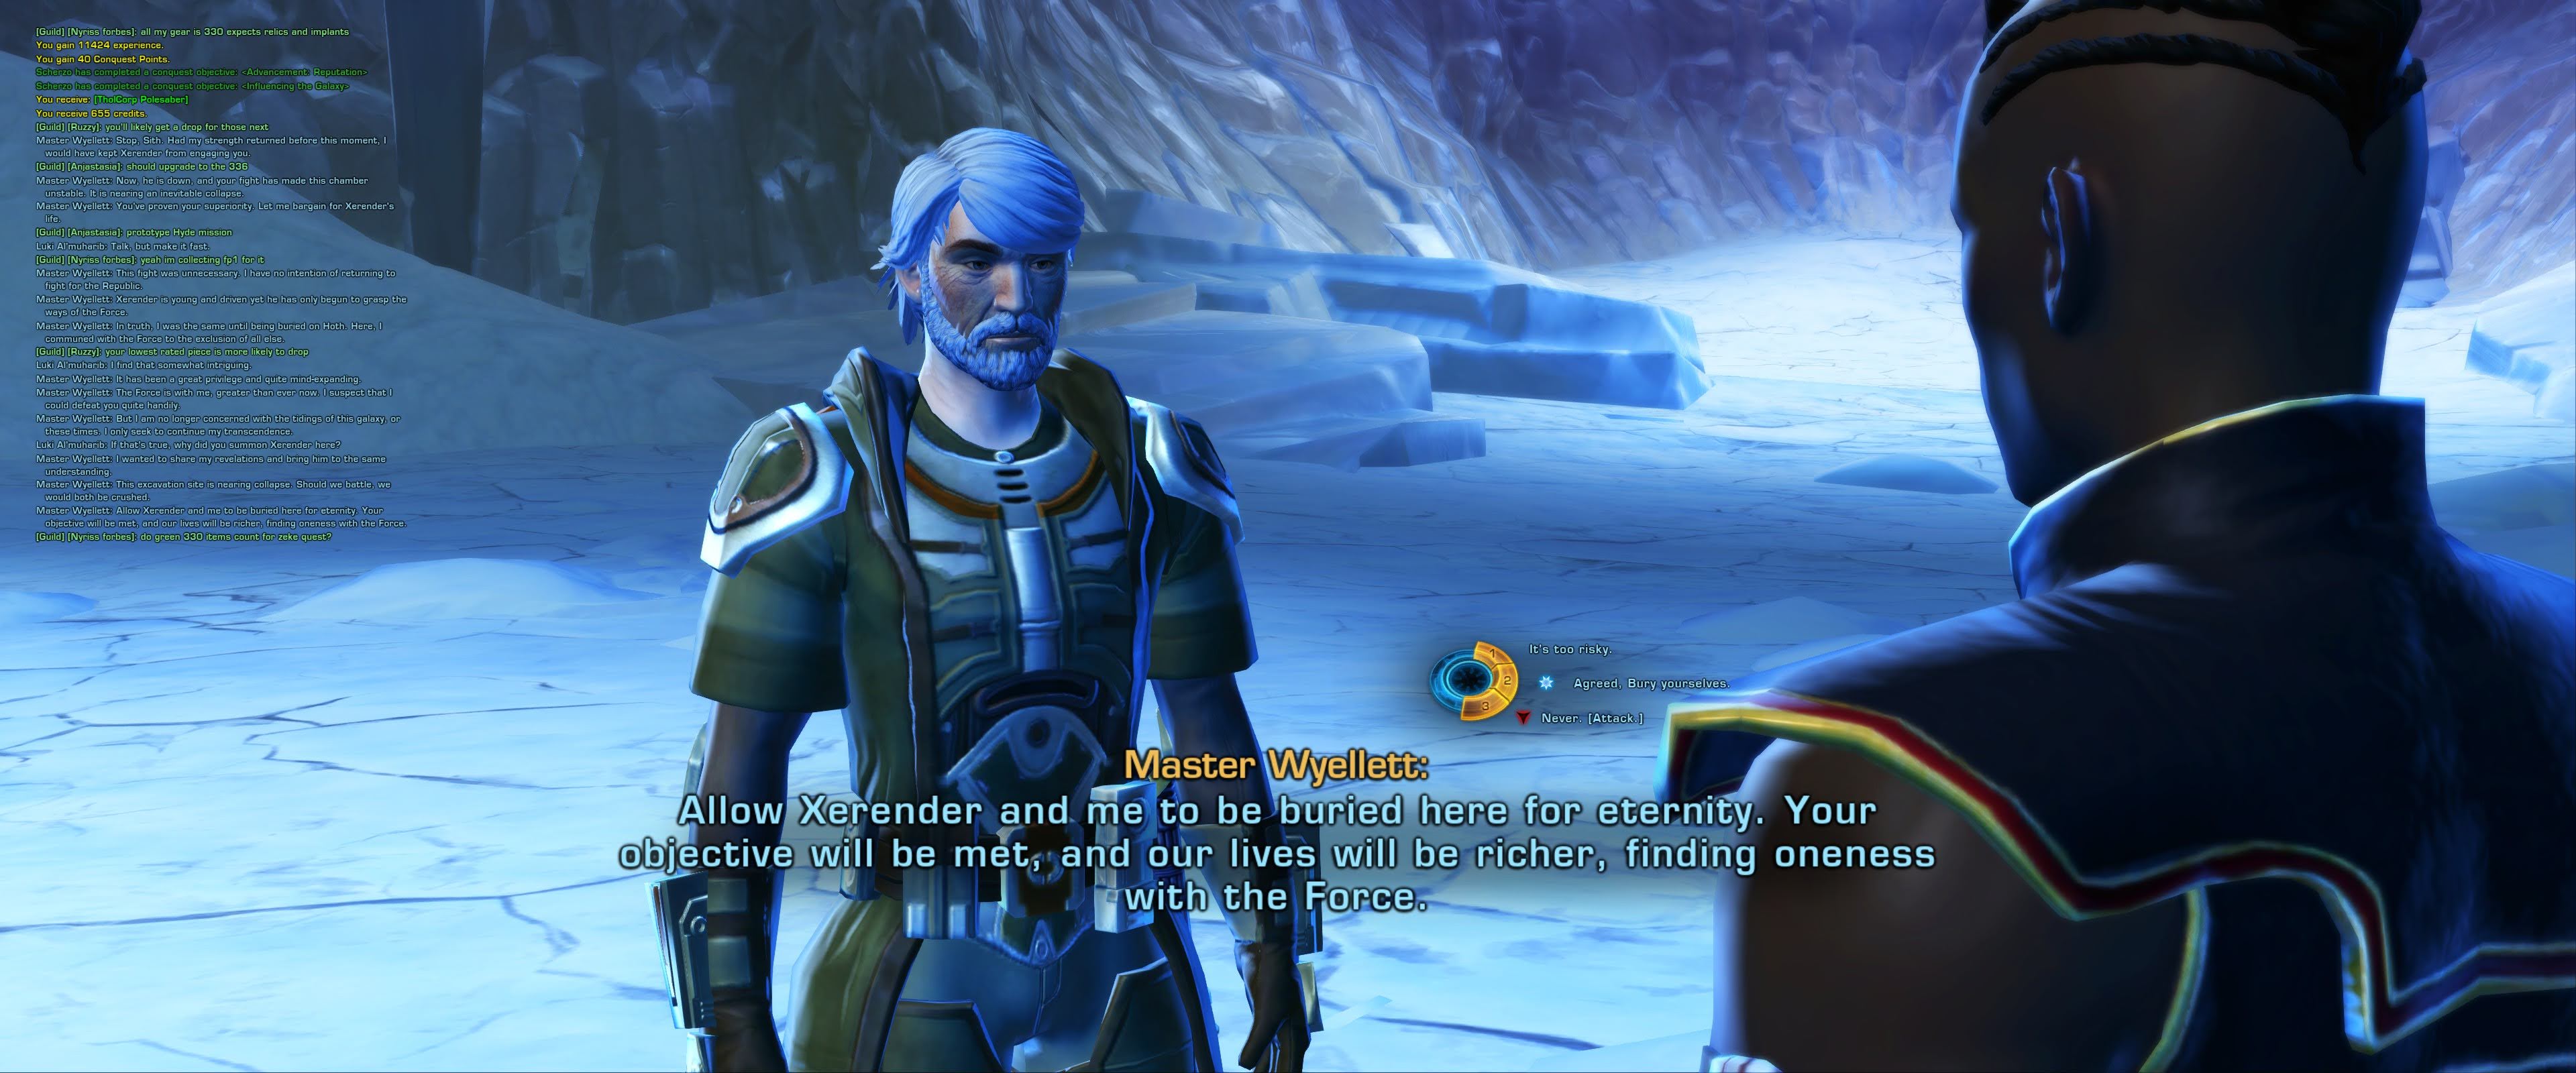 [Guild] [Nyriss forbes]: all my gear is 330 expects relics and implants
You gain 11424 experience.
You gain 40 Conquest Points.
Scherzo has completed a conquest objective: <Advancement: Reputation>
Scherzo has completed a conquest objective: <Influencing the Galaxy>
You receive: [TholCorp Polesaber]
You receive 655 credits.
[Guild] [Ruzzy]: you'll likely get a drop for those next
Master Wyellett: Stop, Sith. Had my strength returned before this moment, I
would have kept Xerender from engaging you.
[Guild] [Anjastasia]: should upgrade to the 336
Master Wyellett: Now, he is down, and your fight has made this chamber
unstable. It is nearing an inevitable collapse.
Master Wyellett: You've proven your superiority. Let me bargain for Xerender's
life.
[Guild] [Anjastasia]: prototype Hyde mission
Luki Al'muharib: Talk, but make it fast.
[Guild] [Nyriss forbes]: yeah im collecting fp1 for it
Master Wyellett: This fight was unnecessary. I have no intention of returning to
fight for the Republic.
Master Wyellett: Xerender is young and driven yet he has only begun to grasp the
ways of the Force.
Master Wyellett: In truth, I was the same until being buried on Hoth. Here, I
communed with the Force to the exclusion of all else.
[Guild] [Ruzzy]: your lowest rated piece is more likely to drop
Luki Al'muharib: I find that somewhat intriguing.
Master Wyellett: It has been a great privilege and quite mind-expanding.
Master Wyellett: The Force is with me, greater than ever now. I suspect that I
could defeat you quite handily.
Master Wyellett: But I am no longer concerned with the tidings of this galaxy, or
these times. I only seek to continue my transcendence.
Luki Al'muharib: If that's true, why did you summon Xerender here?
Master Wyellett: I wanted to share my revelations and bring him to the same
understanding.
Master Wyellett: This excavation site is nearing collapse. Should we battle, we
would both be crushed.
Master Wyellett: Allow Xerender and me to be buried here for eternity. Your
objective will be met, and our lives will be richer, finding oneness with the Force.
[Guild] [Nyriss forbes]: do green 330 items count for zeke quest?
1 It's too risky.
2 Agreed, Bury yourselves.
3 Never. [Attack.]
Master Wyellett:
Allow Xerender and me to be buried here for eternity. Your
objective will be met, and our lives will be richer, finding oneness
with the Force.